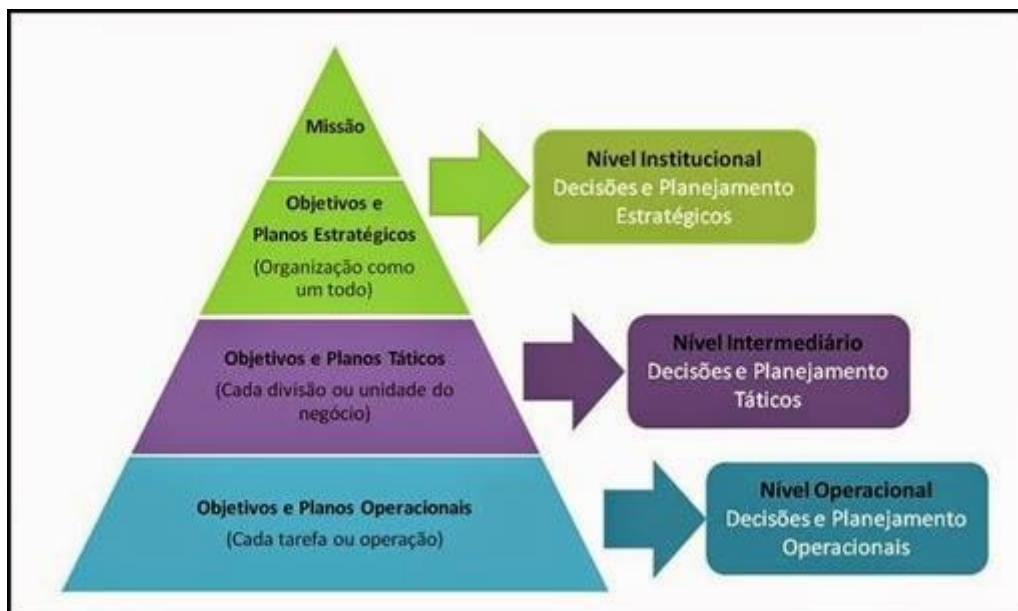 Missão
Objetivos e
Planos Estratégicos
(Organização como
um todo)
Nível Institucional
Decisões e Planejamento
Estratégicos
Objetivos e Planos Táticos
(Cada divisão ou unidade do
negócio)
Nível Intermediário
Decisões e Planejamento
Táticos
Objetivos e Planos Operacionais
(Cada tarefa ou operação)
Nível Operacional
Decisões e Planejamento
Operacionais